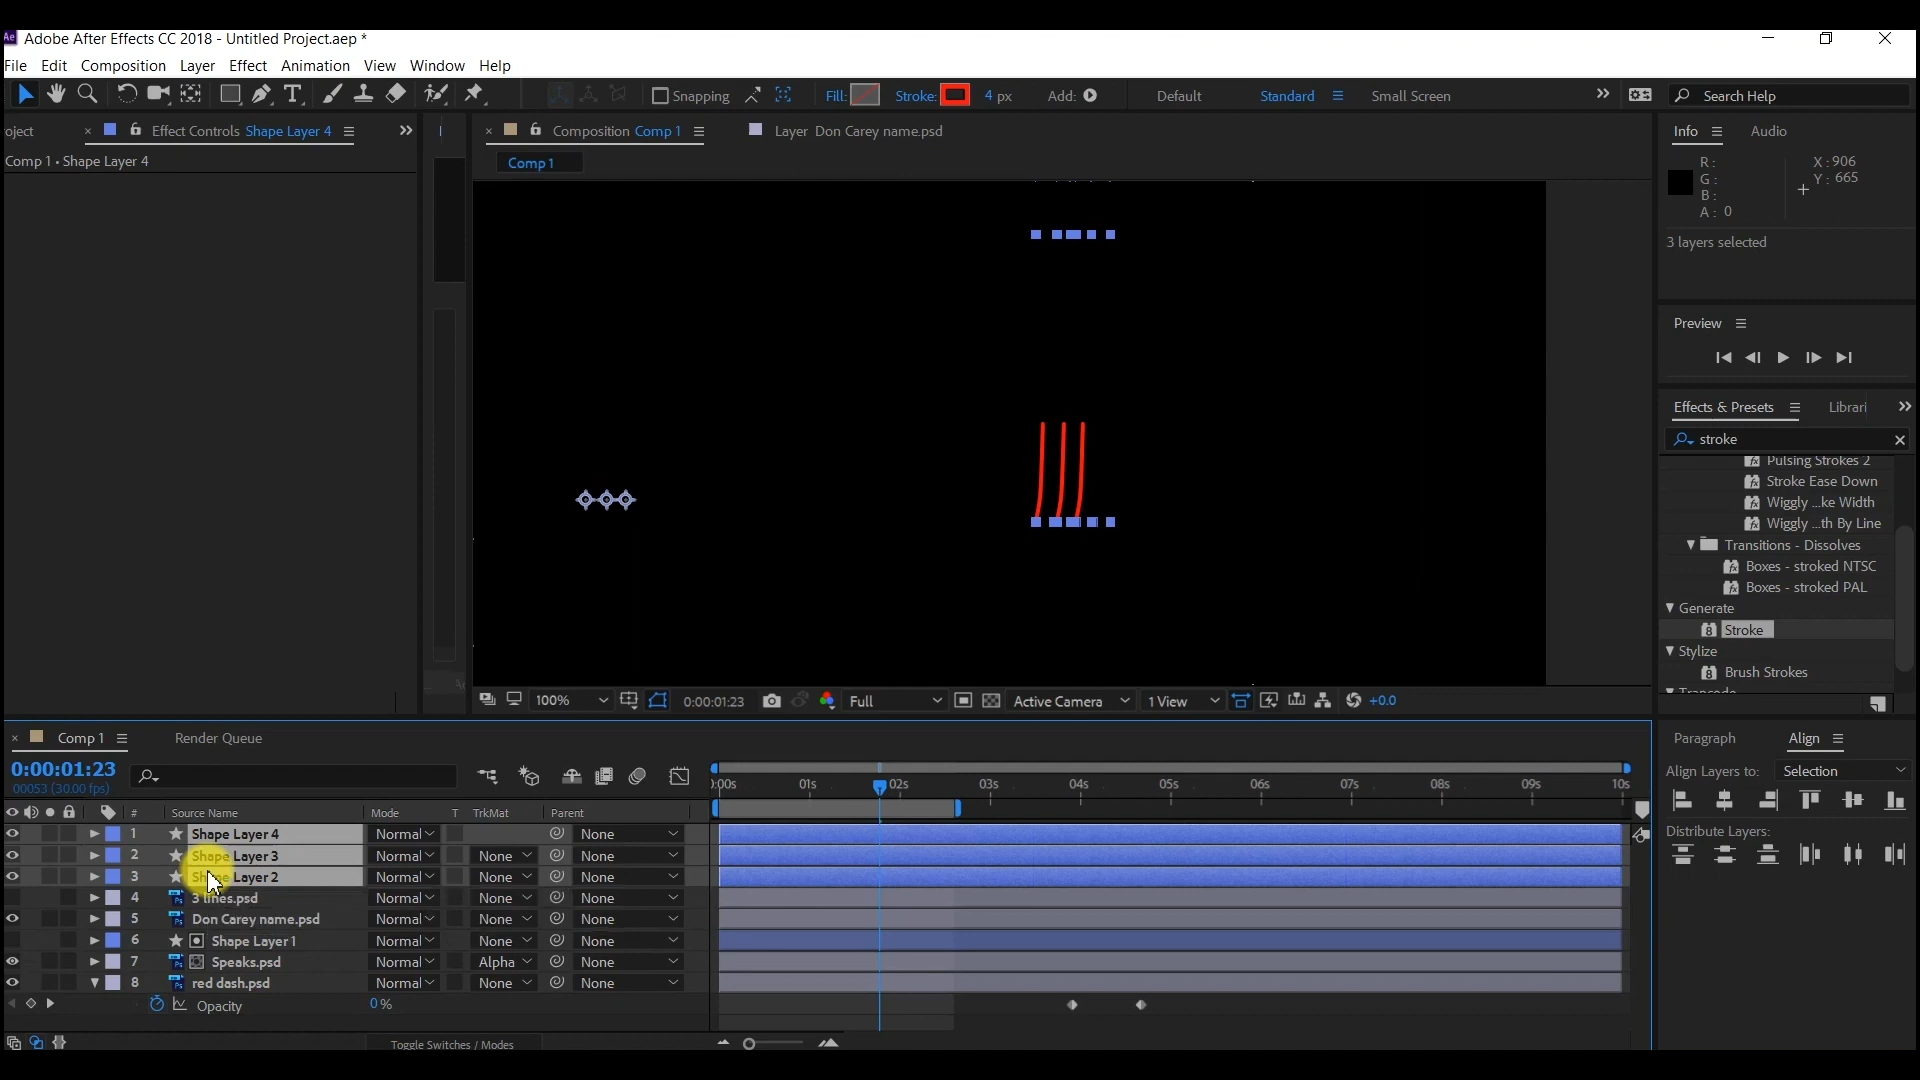 Ae Adobe After Effects CC 2018 - Untitled Project.aep *
File Edit Composition Layer Effect Animation View Window Help
Snapping Fill: Stroke: 4 px Add: Default Standard Small Screen Search Help
oject × Effect Controls Shape Layer 4 × Composition Comp 1 Layer Don Carey name.psd Info Audio
Comp 1 • Shape Layer 4
Comp 1
R: X : 906
G: Y : 665
B:
A: 0
3 layers selected
Preview
Effects & Presets Librari
stroke
Pulsing Strokes 2
Stroke Ease Down
Wiggly ...ke Width
Wiggly ...th By Line
Transitions - Dissolves
Boxes - stroked NTSC
Boxes - stroked PAL
Generate
8 Stroke
Stylize
8 Brush Strokes
100% 0:00:01:23 Full Active Camera 1 View +0.0
× Comp 1 Render Queue
0:00:01:23
00053 (30.00 fps)
):00s 01s 02s 03s 04s 05s 06s 07s 08s 09s 10s
# Source Name Mode T TrkMat Parent
1 Shape Layer 4 Normal None
2 Shape Layer 3 Normal None None
3 Shape Layer 2 Normal None None
4 3 lines.psd Normal None None
5 Don Carey name.psd Normal None None
6 Shape Layer 1 Normal None None
7 Speaks.psd Normal Alpha None
8 red dash.psd Normal None None
Opacity 0 %
Toggle Switches / Modes
Paragraph Align
Align Layers to: Selection
Distribute Layers: